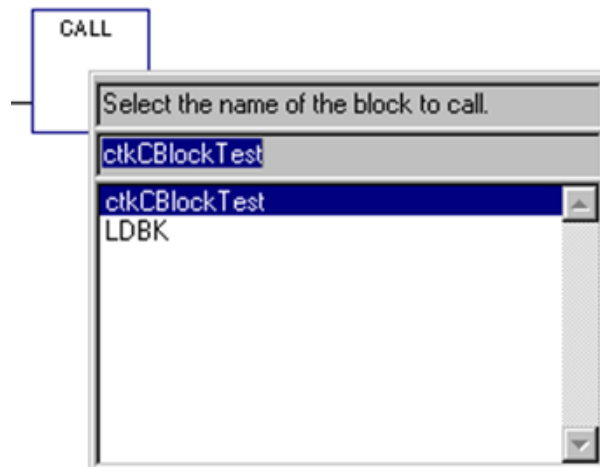 CALL
Select the name of the block to call.
ctkCBlockTest
ctkCBlockTest
LDBK